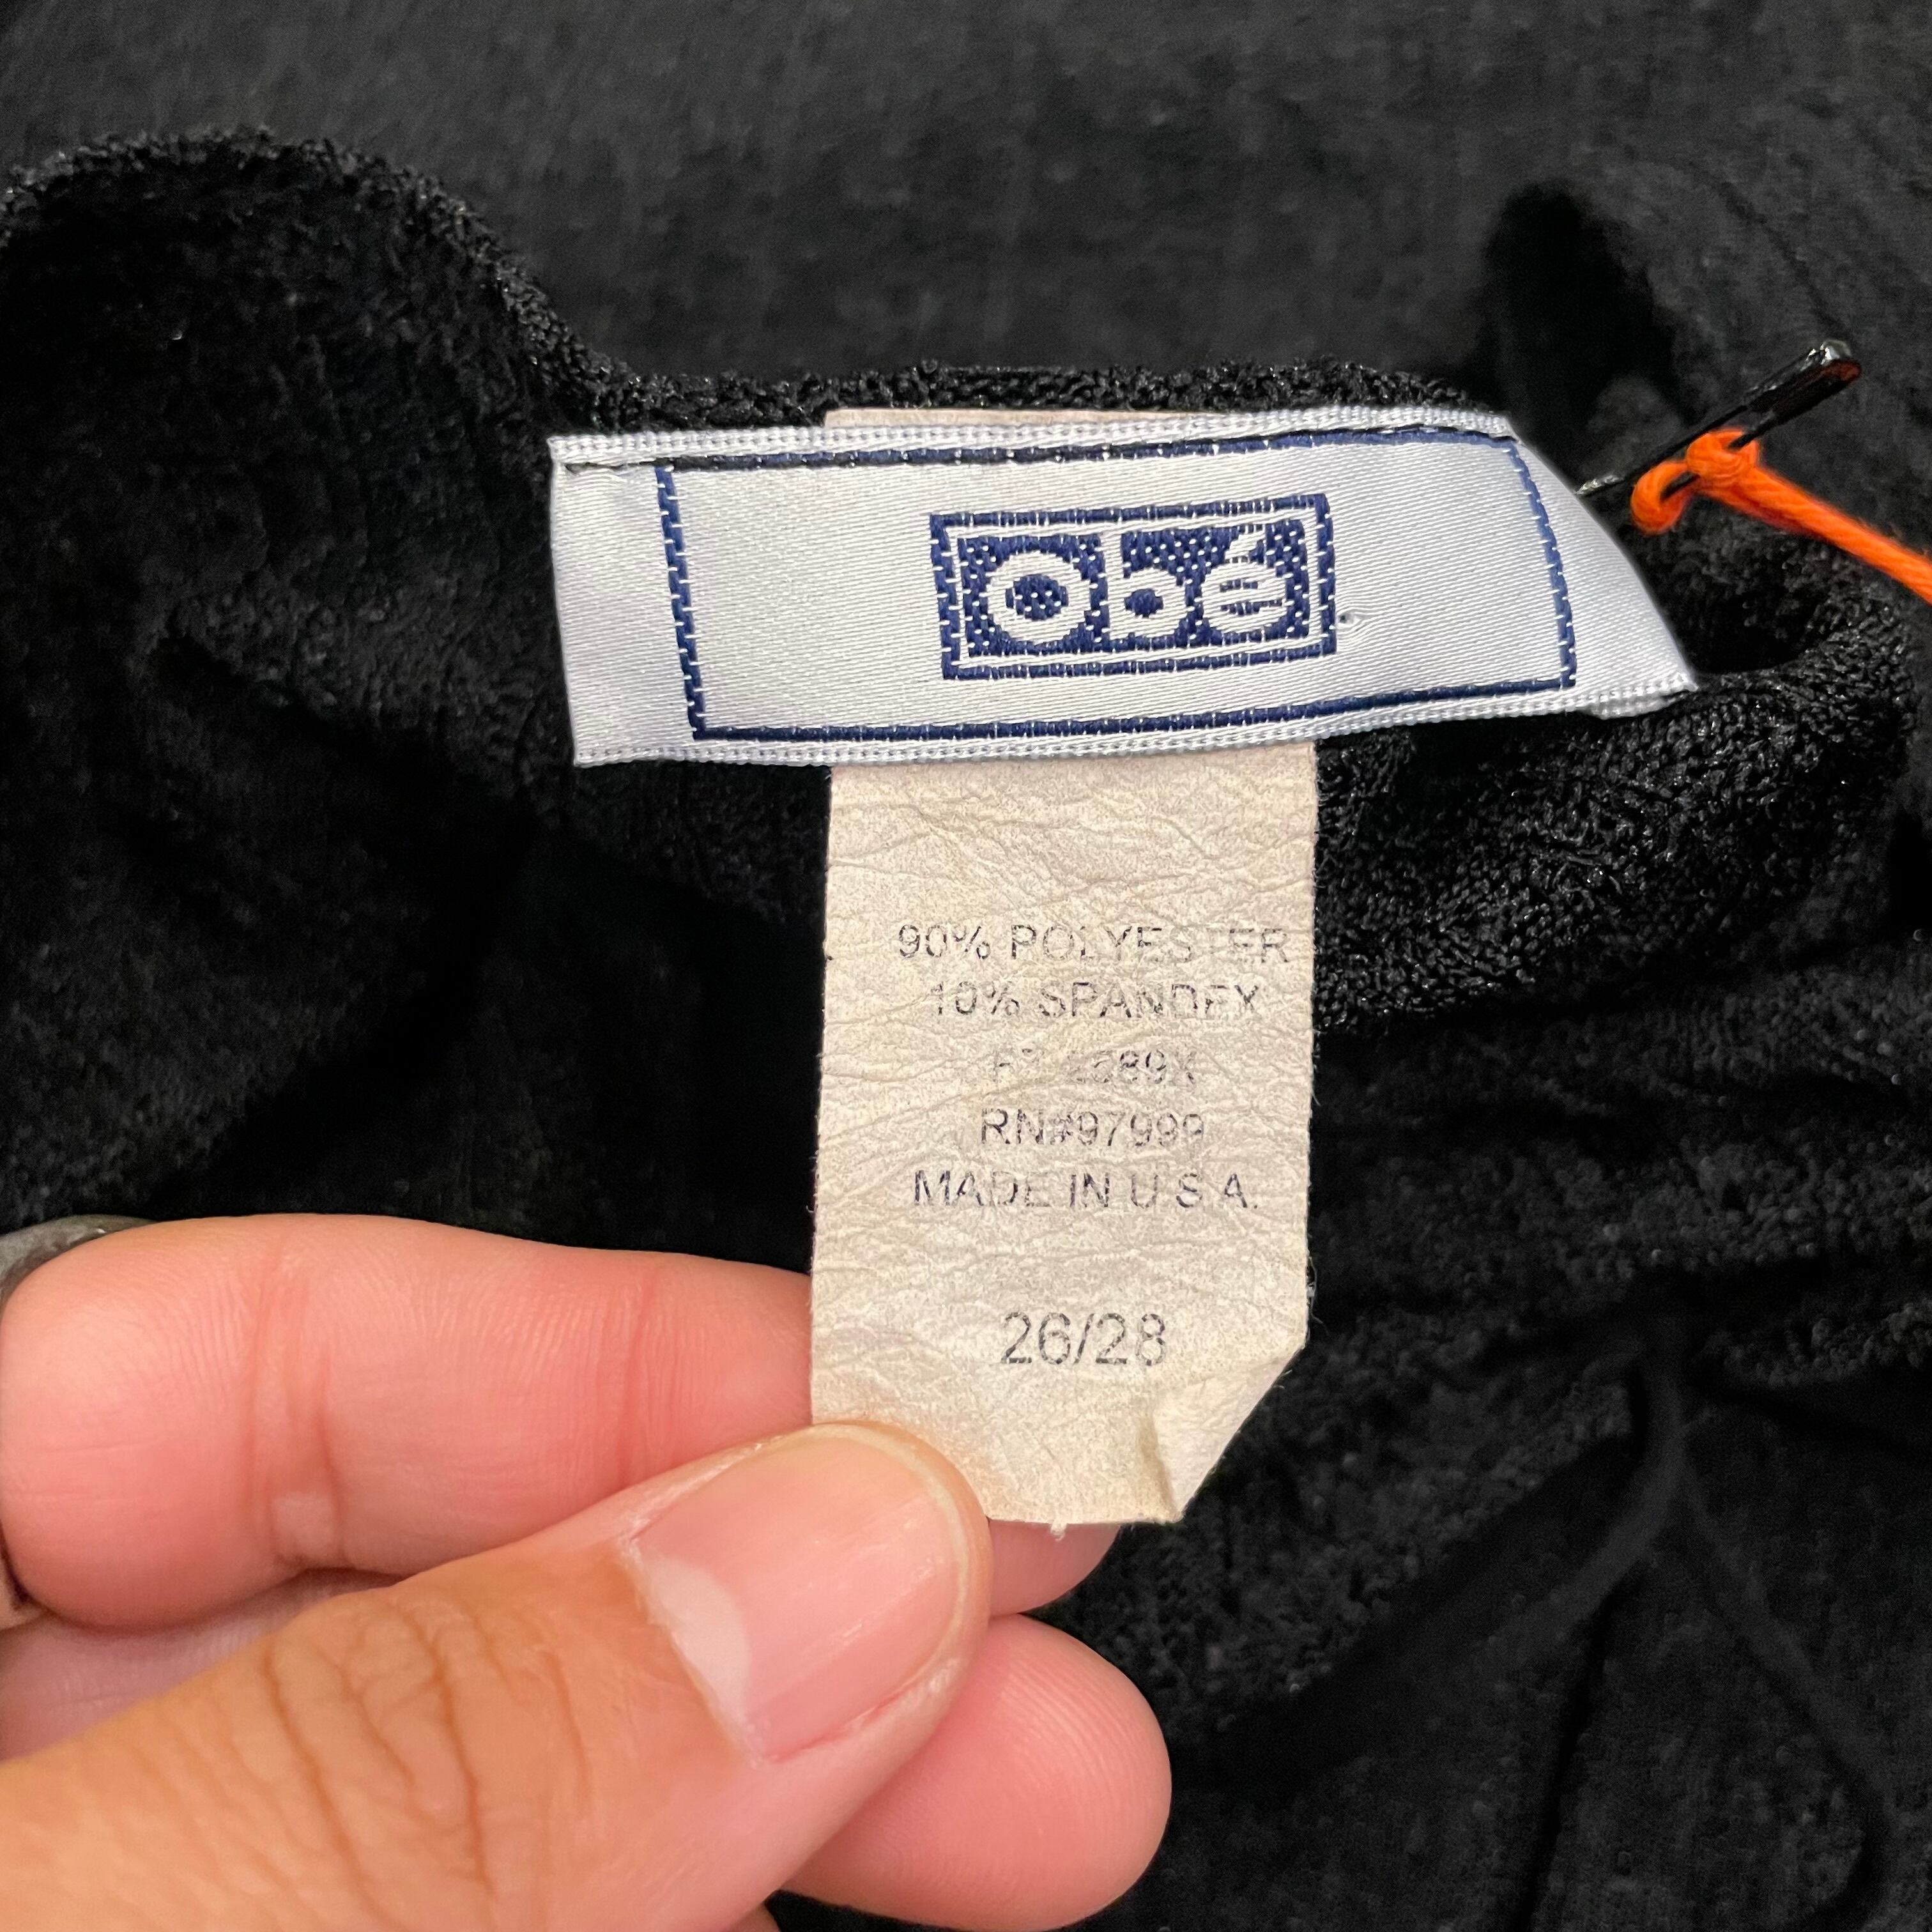 Obé
90% POLYESTER
10% SPANDEX
RN#97999
MADE IN U.S.A.
26/28